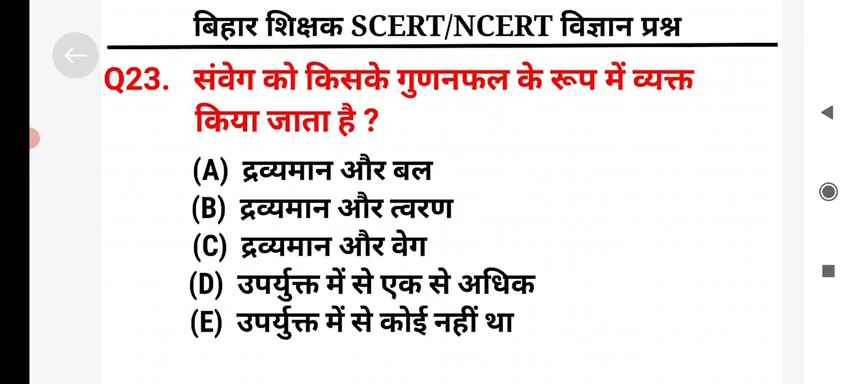 बिहार शिक्षक SCERT/NCERT विज्ञान प्रश्न
Q23. संवेग को किसके गुणनफल के रूप में व्यक्त
किया जाता है ?
(A) द्रव्यमान और बल
(B) द्रव्यमान और त्वरण
(C) द्रव्यमान और वेग
(D) उपर्युक्त में से एक से अधिक
(E) उपर्युक्त में से कोई नहीं था